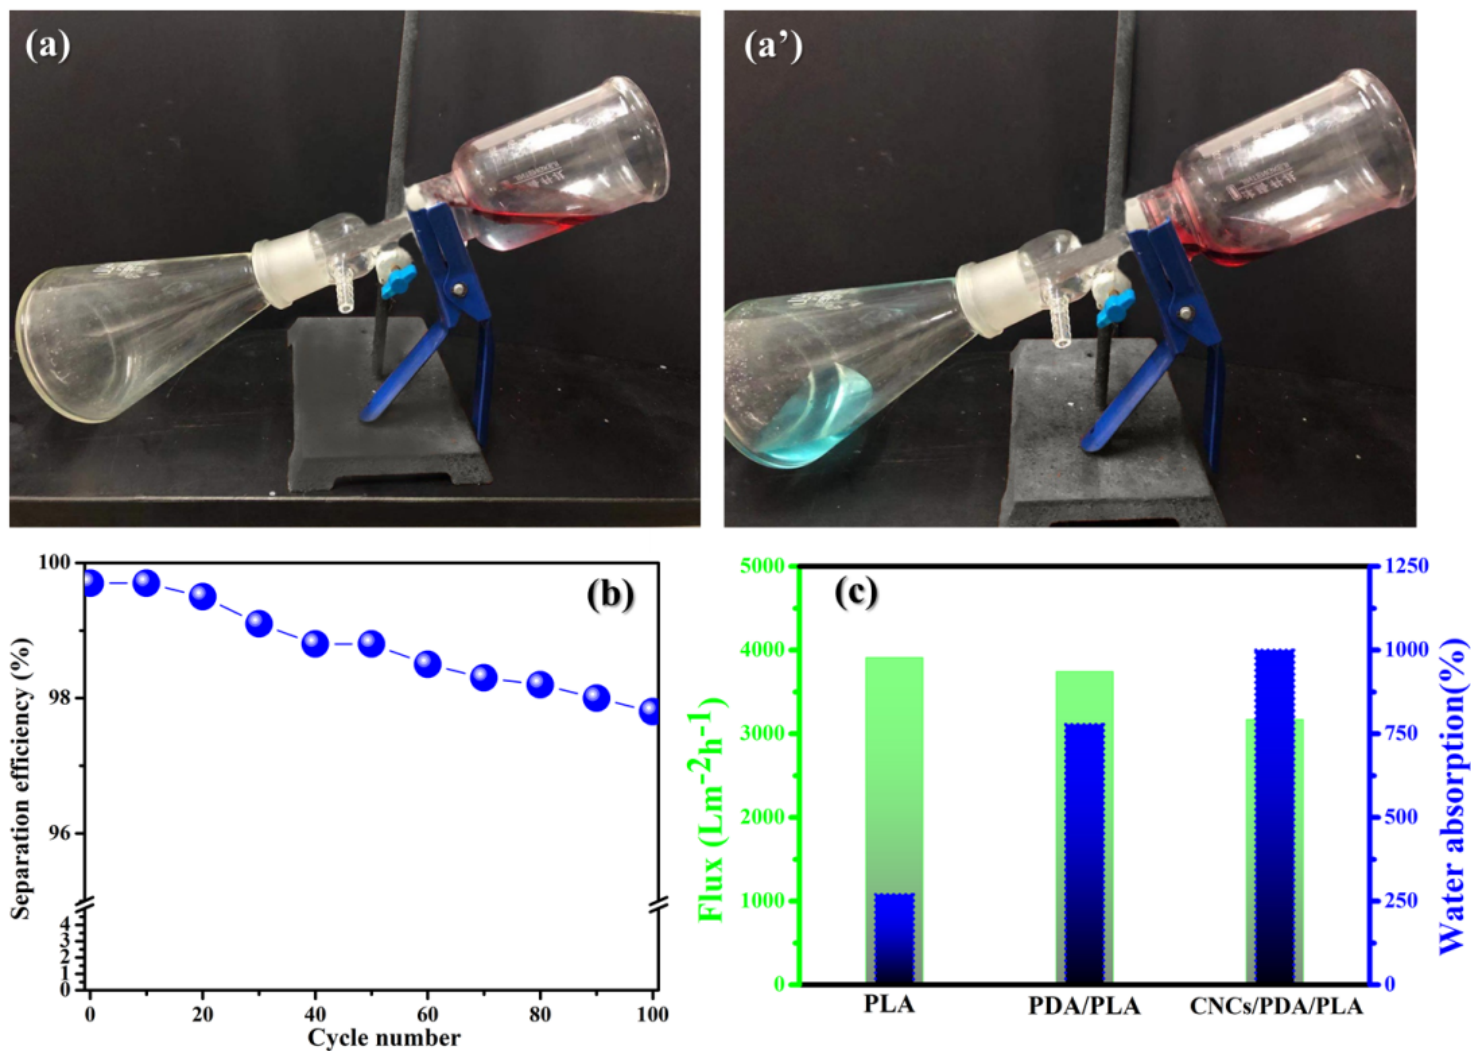 (a)
(a’)
100
98
96
4
3
2
1
0
Separation efficiency (%)
(b)
0 20 40 60 80 100
Cycle number
5000
4000
3000
2000
1000
0
Flux (Lm-2h-1)
(c)
1250
1000
750
500
250
0
Water absorption(%)
PLA PDA/PLA CNCs/PDA/PLA